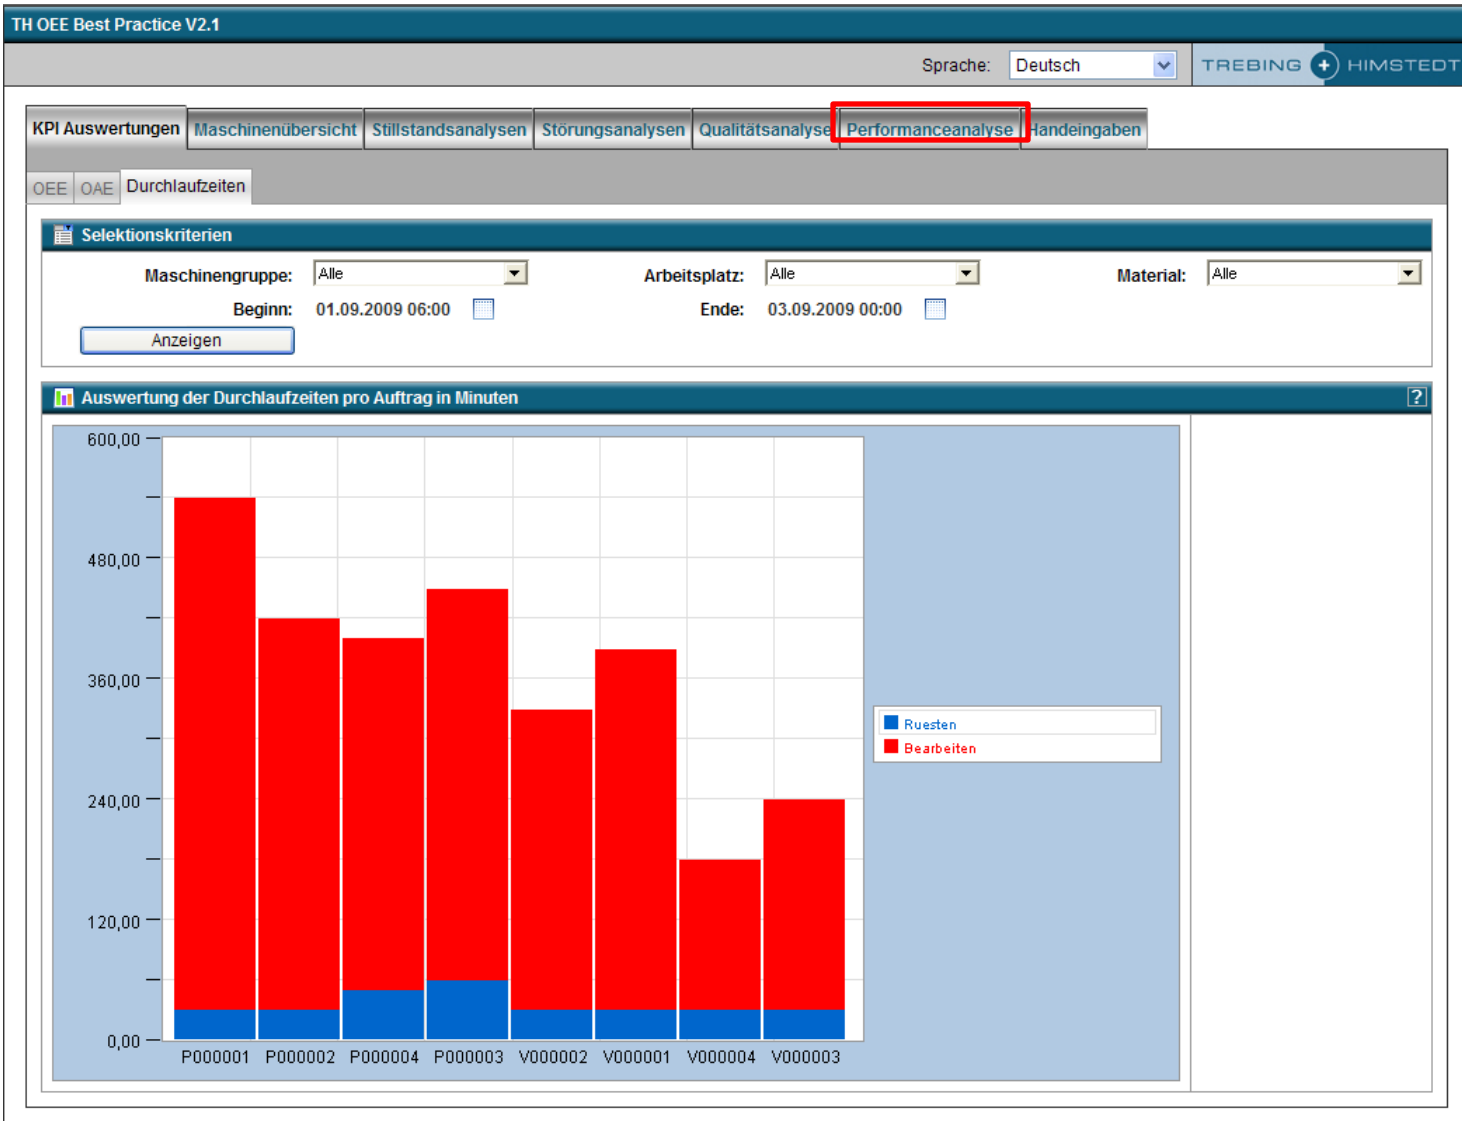 TH OEE Best Practice V2.1
Sprache: Deutsch TREBING + HIMSTEDT
KPI Auswertungen Maschinenübersicht Stillstandsanalysen Störungsanalysen Qualitätsanalyse Performanceanalyse Handeingaben
OEE OAE Durchlaufzeiten
Selektionskriterien
Maschinengruppe: Alle Arbeitsplatz: Alle Material: Alle
Beginn: 01.09.2009 06:00 Ende: 03.09.2009 00:00
Anzeigen
Auswertung der Durchlaufzeiten pro Auftrag in Minuten ?
600,00
480,00
360,00
240,00
120,00
0,00
Ruesten
Bearbeiten
P000001 P000002 P000004 P000003 V000002 V000001 V000004 V000003